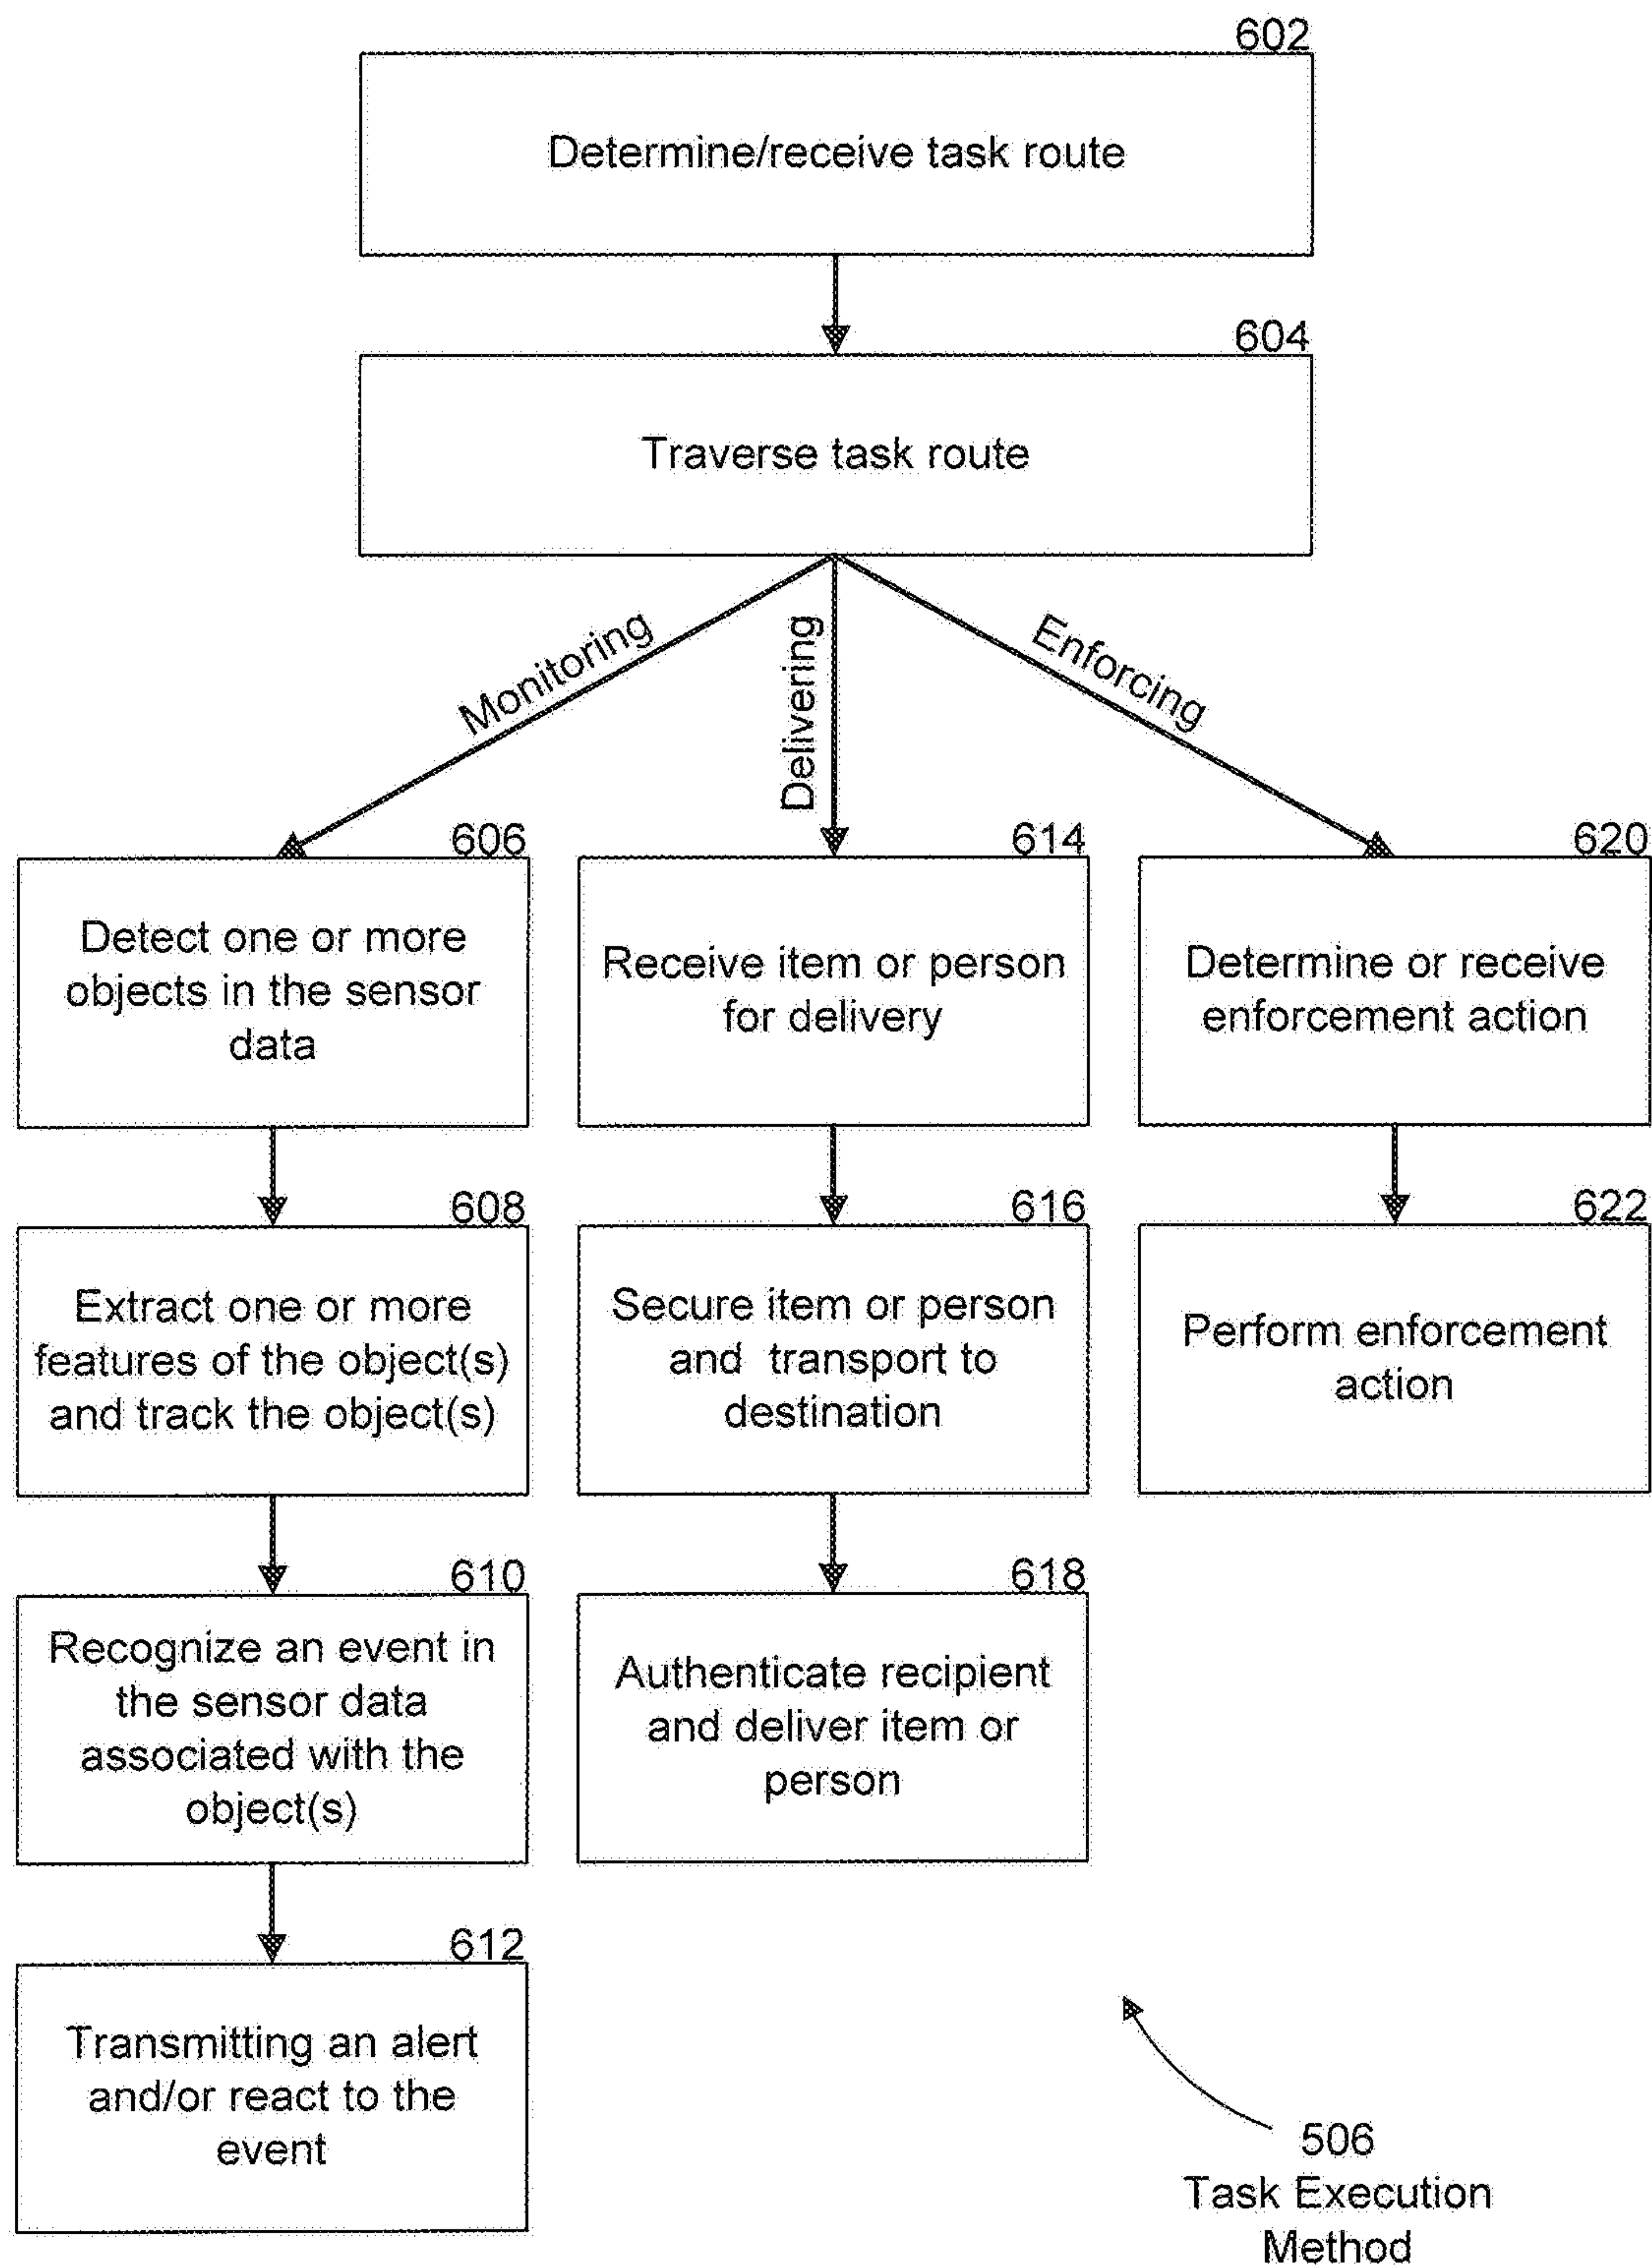 602
Determine/receive task route
604
Traverse task route
Monitoring
Delivering
Enforcing
606
Detect one or more
objects in the sensor
data
608
Extract one or more
features of the object(s)
and track the object(s)
610
Recognize an event in
the sensor data
associated with the
object(s)
612
Transmitting an alert
and/or react to the
event
614
Receive item or person
for delivery
616
Secure item or person
and transport to
destination
618
Authenticate recipient
and deliver item or
person
620
Determine or receive
enforcement action
622
Perform enforcement
action
506
Task Execution
Method